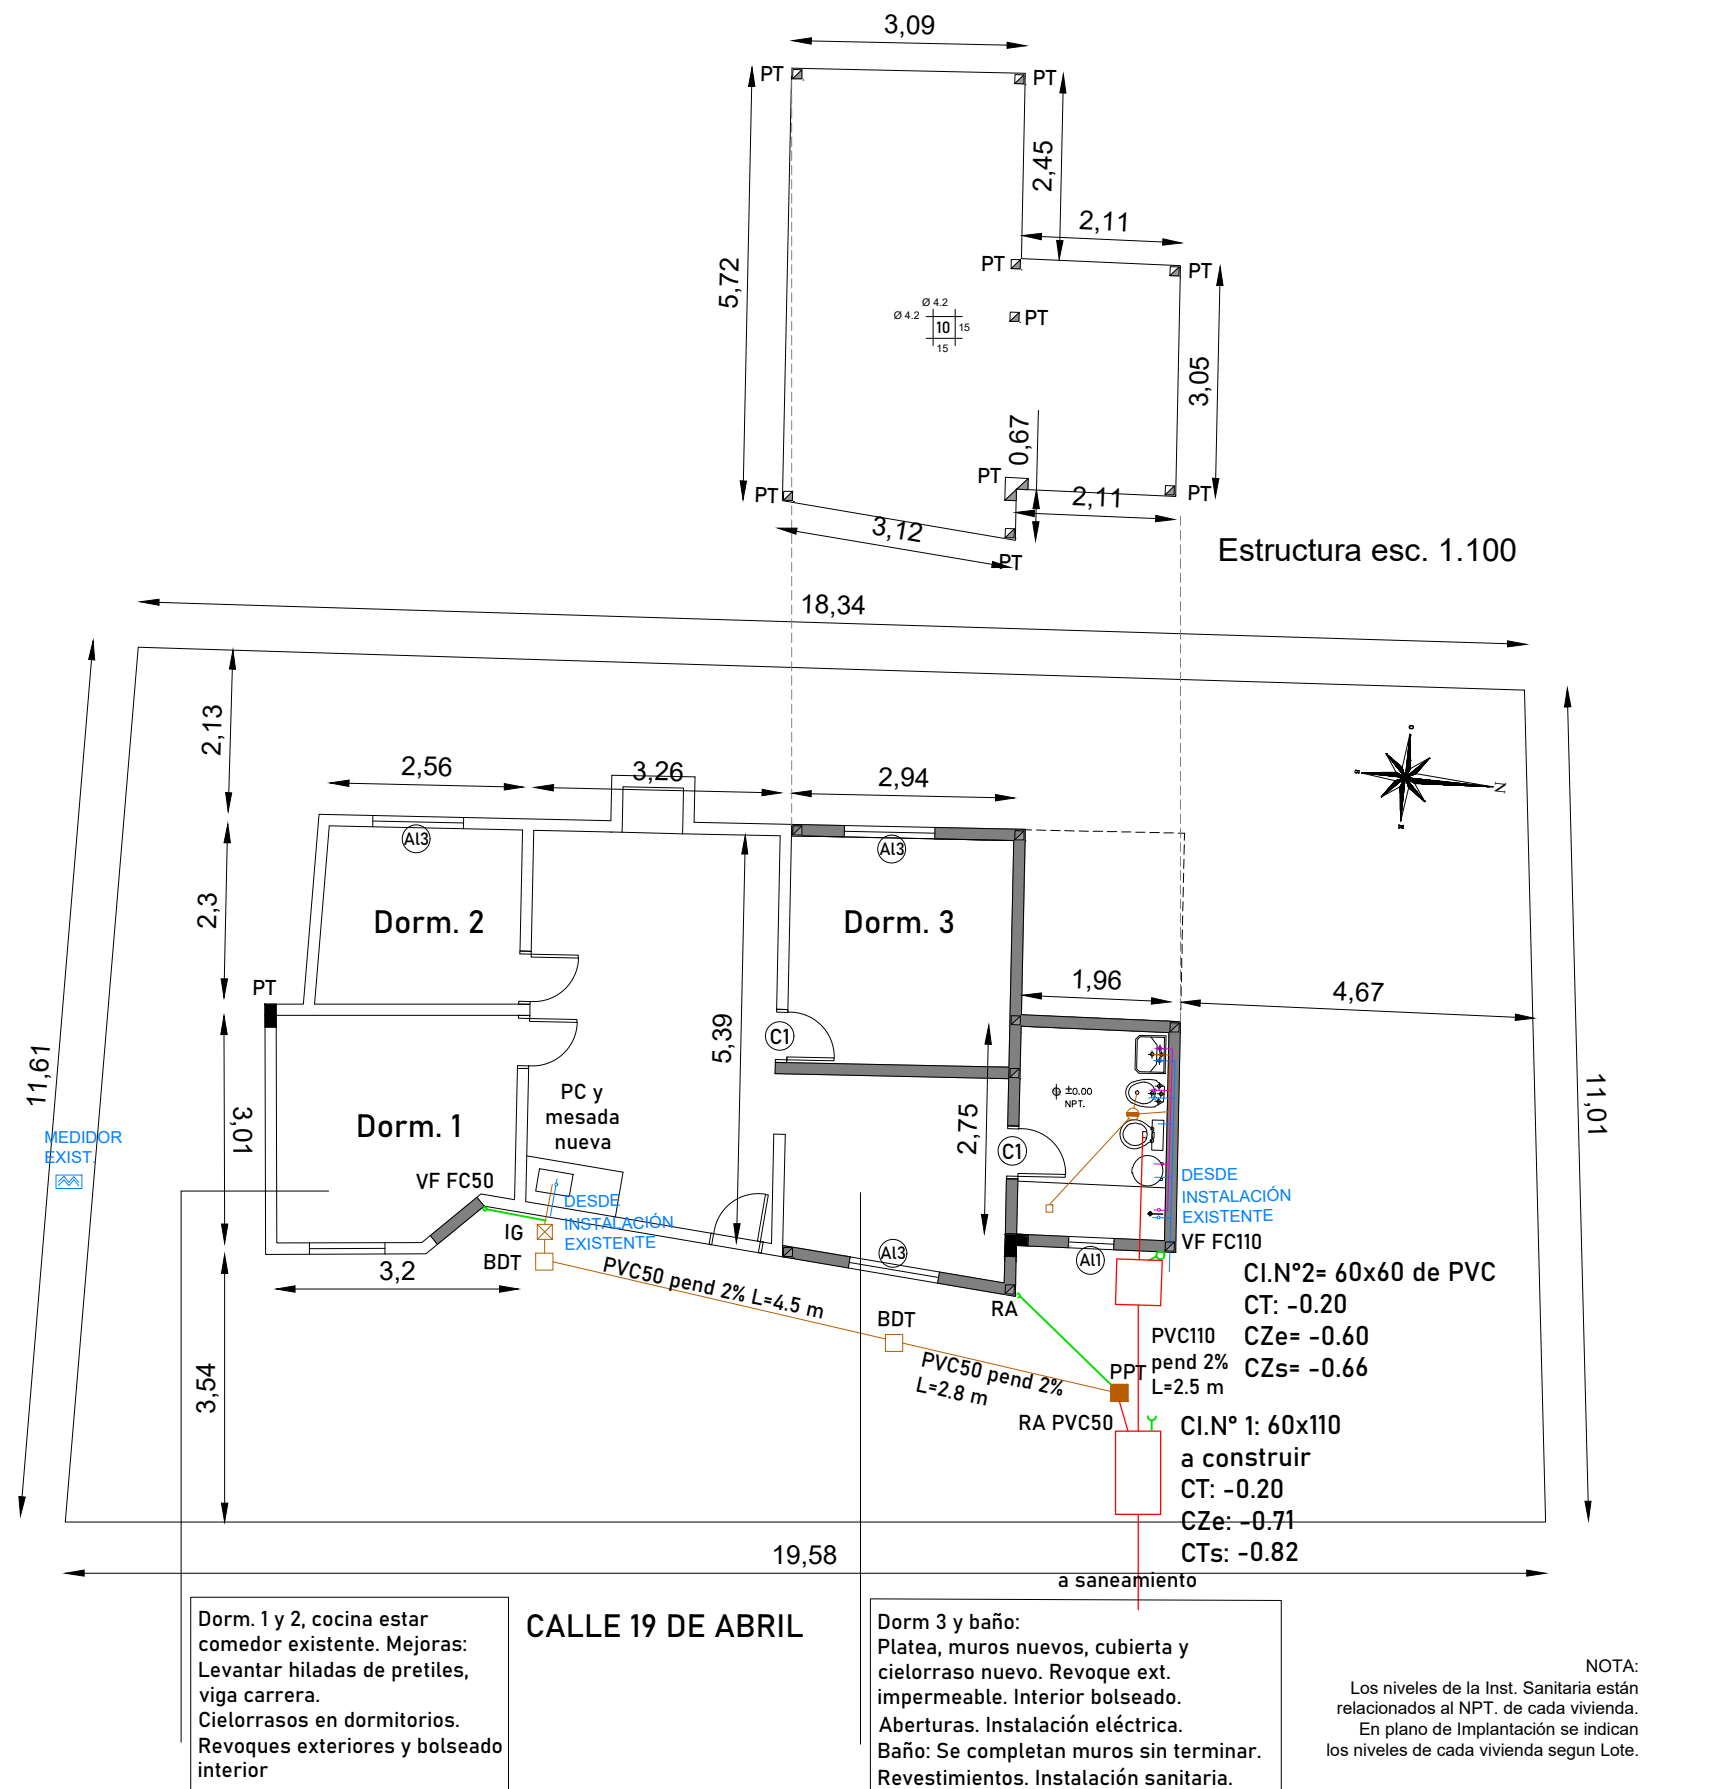 3,09
PT
PT
2,45
2,11
5,72
PT
PT
Ø 4.2
Ø 4.2
10
15
15
PT
3,05
0,67
PT
PT
PT
2,11
3,12
PT
Estructura esc. 1.100
18,34
2,13
2,56
3,26
2,94
N
Al3
Al3
2,3
Dorm. 2
Dorm. 3
PT
1,96
4,67
5,39
C1
11,61
3,01
PC y
mesada
nueva
±0.00
NPT.
2,75
11,01
MEDIDOR
EXIST.
Dorm. 1
C1
VF FC50
DESDE
INSTALACIÓN
EXISTENTE
DESDE
INSTALACIÓN
EXISTENTE
IG
BDT
VF FC110
Al3
Al1
3,2
PVC50 pend 2% L=4.5 m
RA
CI.N°2= 60x60 de PVC
CT: -0.20
CZe= -0.60
CZs= -0.66
BDT
PVC110
pend 2%
L=2.5 m
PVC50 pend 2%
L=2.8 m
PPT
3,54
RA PVC50
CI.N° 1: 60x110
a construir
CT: -0.20
CZe: -0.71
CTs: -0.82
19,58
a saneamiento
Dorm. 1 y 2, cocina estar
comedor existente. Mejoras:
Levantar hiladas de pretiles,
viga carrera.
Cielorrasos en dormitorios.
Revoques exteriores y bolseado
interior
CALLE 19 DE ABRIL
Dorm 3 y baño:
Platea, muros nuevos, cubierta y
cielorraso nuevo. Revoque ext.
impermeable. Interior bolseado.
Aberturas. Instalación eléctrica.
Baño: Se completan muros sin terminar.
Revestimientos. Instalación sanitaria.
NOTA:
Los niveles de la Inst. Sanitaria están
relacionados al NPT. de cada vivienda.
En plano de Implantación se indican
los niveles de cada vivienda segun Lote.